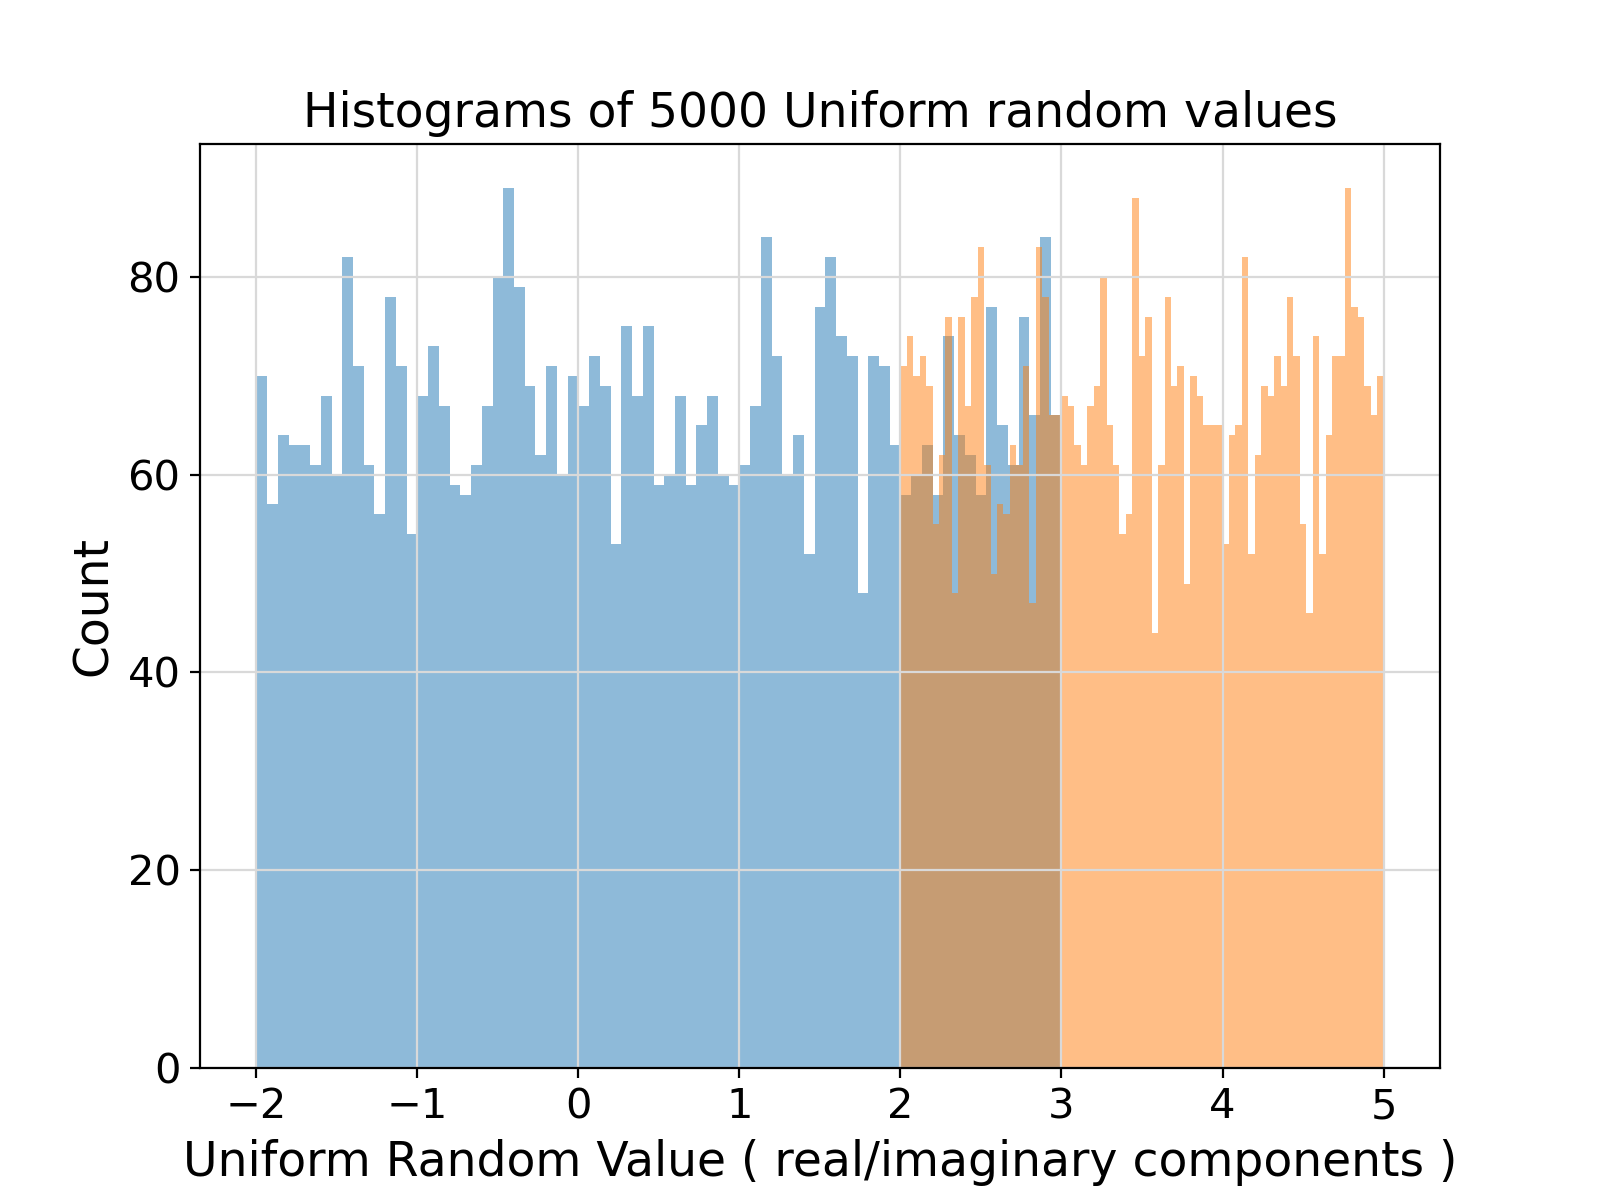 Histograms of 5000 Uniform random values
Count
80
60
40
20
0
−2 −1 0 1 2 3 4 5
Uniform Random Value ( real/imaginary components )